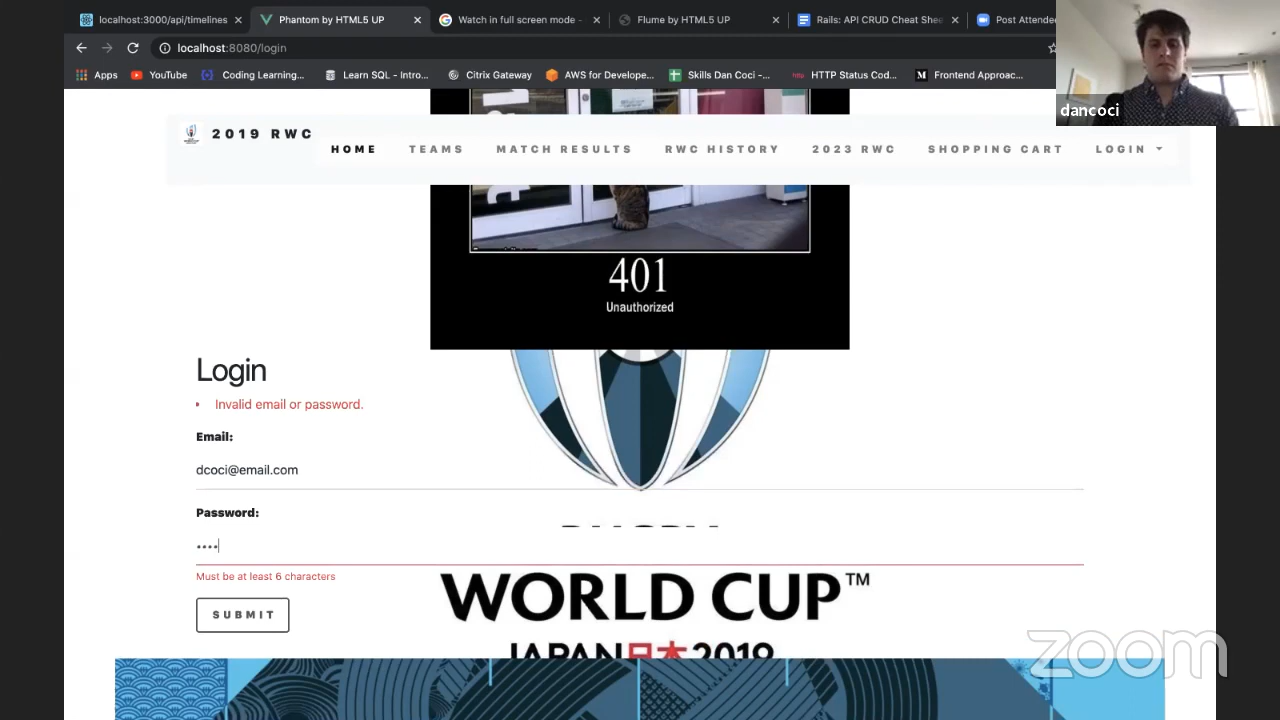 localhost:3000/api/timelines
Phantom by HTML5 UP
Watch in full screen mode -
Flume by HTML5 UP
Rails: API CRUD Cheat Shee
Post Attende
localhost:8080/login
Apps
YouTube
Coding Learning...
Learn SQL - Intro...
Citrix Gateway
AWS for Develope...
Skills Dan Coci -...
HTTP Status Cod...
Frontend Approac...
dancoci
2019 RWC
HOME
TEAMS
MATCH RESULTS
RWC HISTORY
2023 RWC
SHOPPING CART
LOGIN
401
Unauthorized
Login
Invalid email or password.
Email:
dcoci@email.com
Password:
Must be at least 6 characters
SUBMIT
WORLD CUP™
JAPAN日本2019
zoom